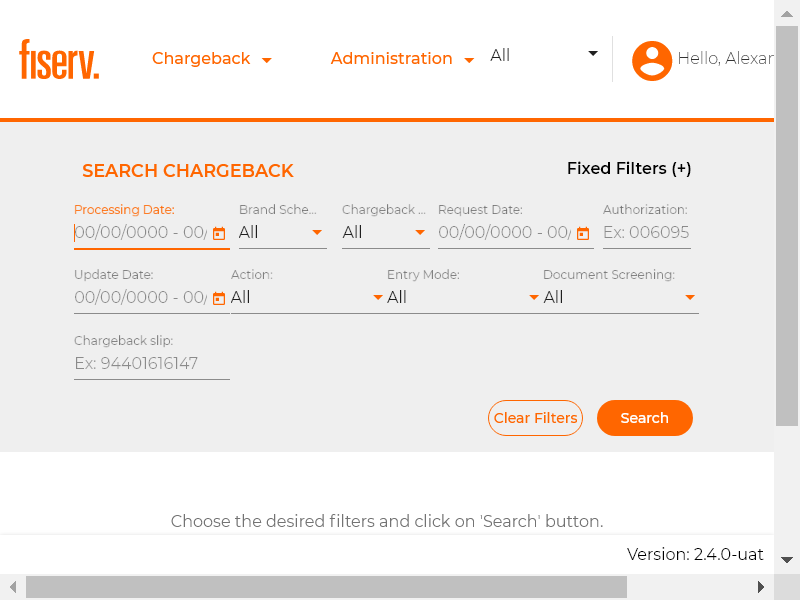 fiserv.
Chargeback
Administration
All
Hello, Alexar
SEARCH CHARGEBACK
Fixed Filters (+)
Processing Date:
Brand Sche...
Chargeback ...
Request Date:
Authorization:
00/00/0000 - 00/
All
All
00/00/0000 - 00/
Ex: 006095
Update Date:
Action:
Entry Mode:
Document Screening:
00/00/0000 - 00/
All
All
All
Chargeback slip:
Ex: 94401616147
Clear Filters
Search
Choose the desired filters and click on 'Search' button.
Version: 2.4.0-uat